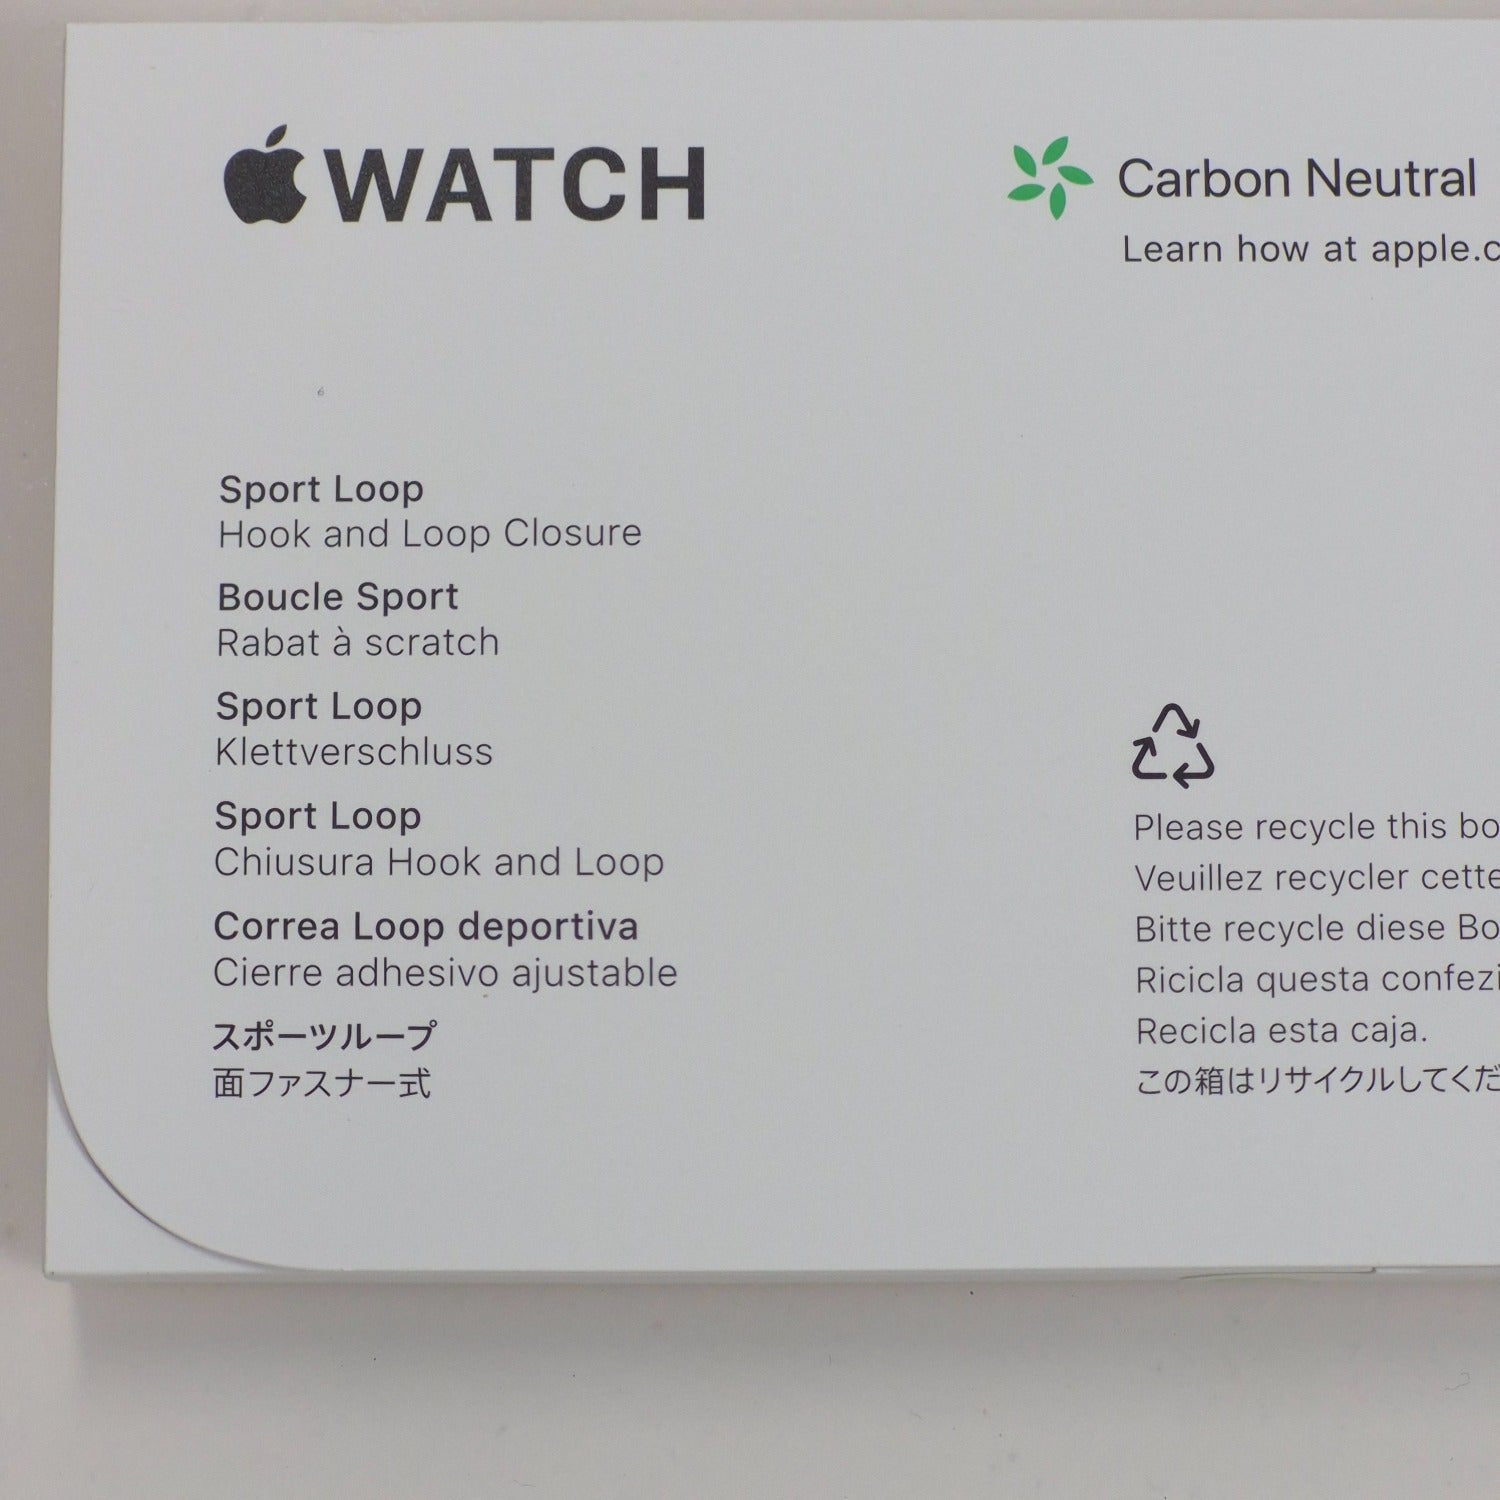 WATCH
Carbon Neutral
Learn how at apple.c
Sport Loop
Hook and Loop Closure
Boucle Sport
Rabat à scratch
Sport Loop
Klettverschluss
Sport Loop
Chiusura Hook and Loop
Correa Loop deportiva
Cierre adhesivo ajustable
スポーツループ
面ファスナー式
Please recycle this bo
Veuillez recycler cette
Bitte recycle diese Bo
Ricicla questa confezi
Recicla esta caja.
この箱はリサイクルしてくだ